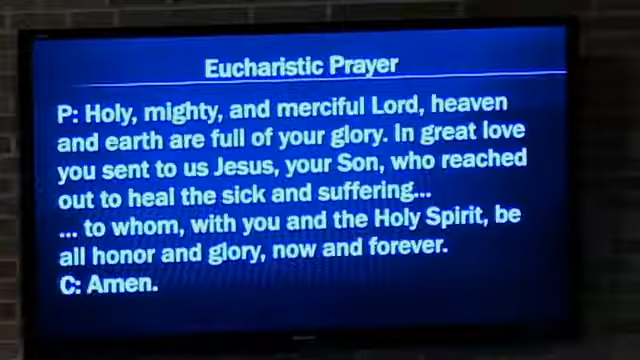 Eucharistic Prayer
P: Holy, mighty, and merciful Lord, heaven
and earth are full of your glory. In great love
you sent to us Jesus, your Son, who reached
out to heal the sick and suffering...
... to whom, with you and the Holy Spirit, be
all honor and glory, now and forever.
C: Amen.